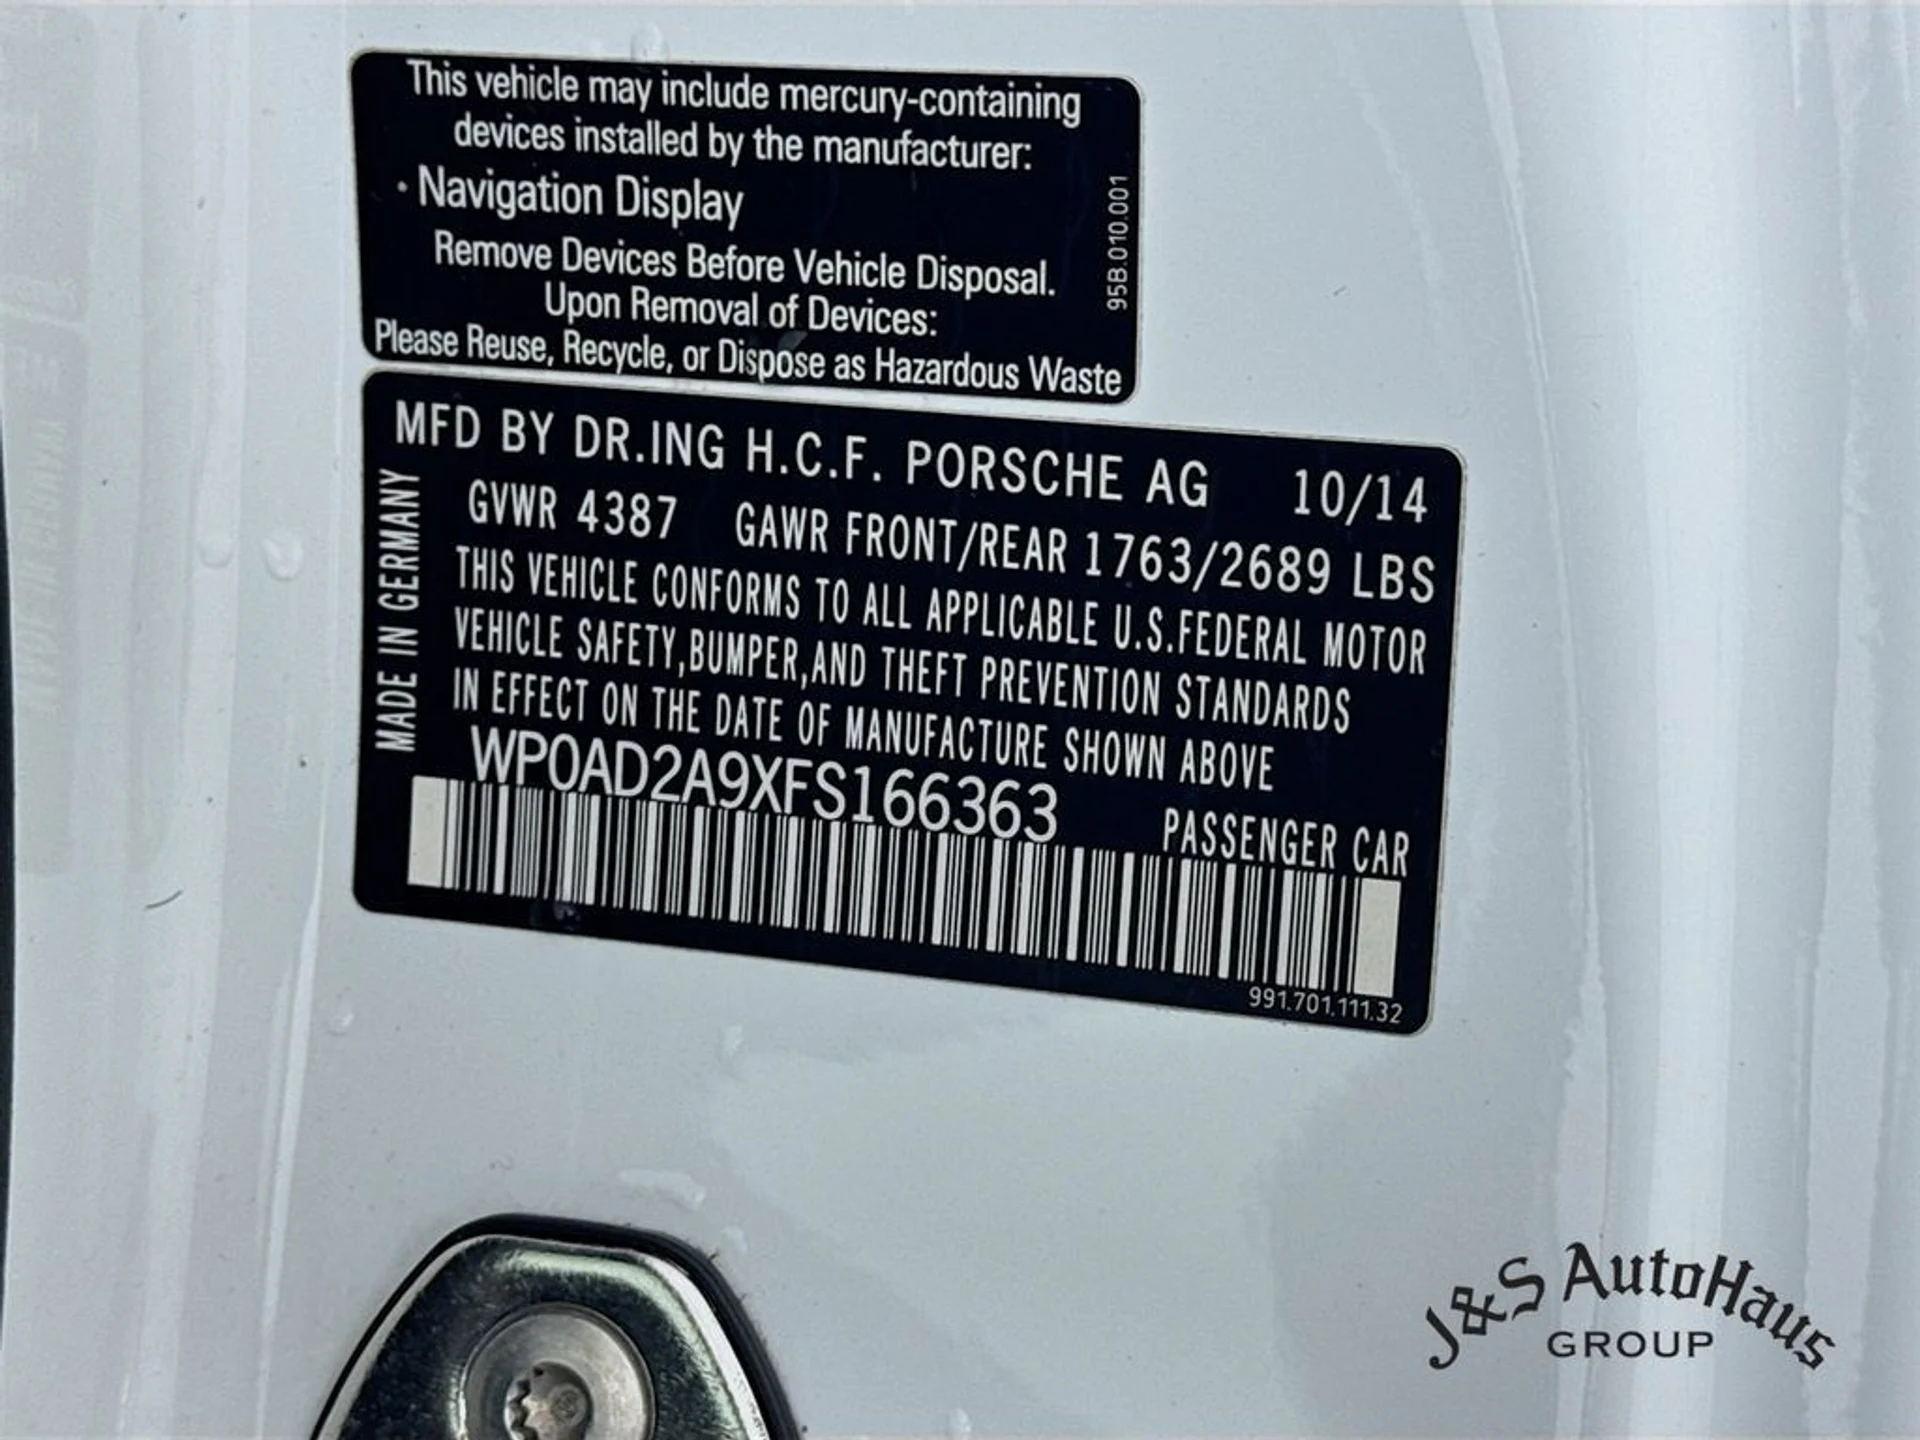 This vehicle may include mercury-containing
devices installed by the manufacturer:
· Navigation Display
Remove Devices Before Vehicle Disposal.
Upon Removal of Devices:
Please Reuse, Recycle, or Dispose as Hazardous Waste
95B.010.001
MFD BY DR.ING H.C.F. PORSCHE AG 10/14
GVWR 4387 GAWR FRONT/REAR 1763/2689 LBS
THIS VEHICLE CONFORMS TO ALL APPLICABLE U.S.FEDERAL MOTOR
VEHICLE SAFETY,BUMPER,AND THEFT PREVENTION STANDARDS
IN EFFECT ON THE DATE OF MANUFACTURE SHOWN ABOVE
WP0AD2A9XFS166363
PASSENGER CAR
MADE IN GERMANY
991.701.111.32
J&S AutoHaus
GROUP